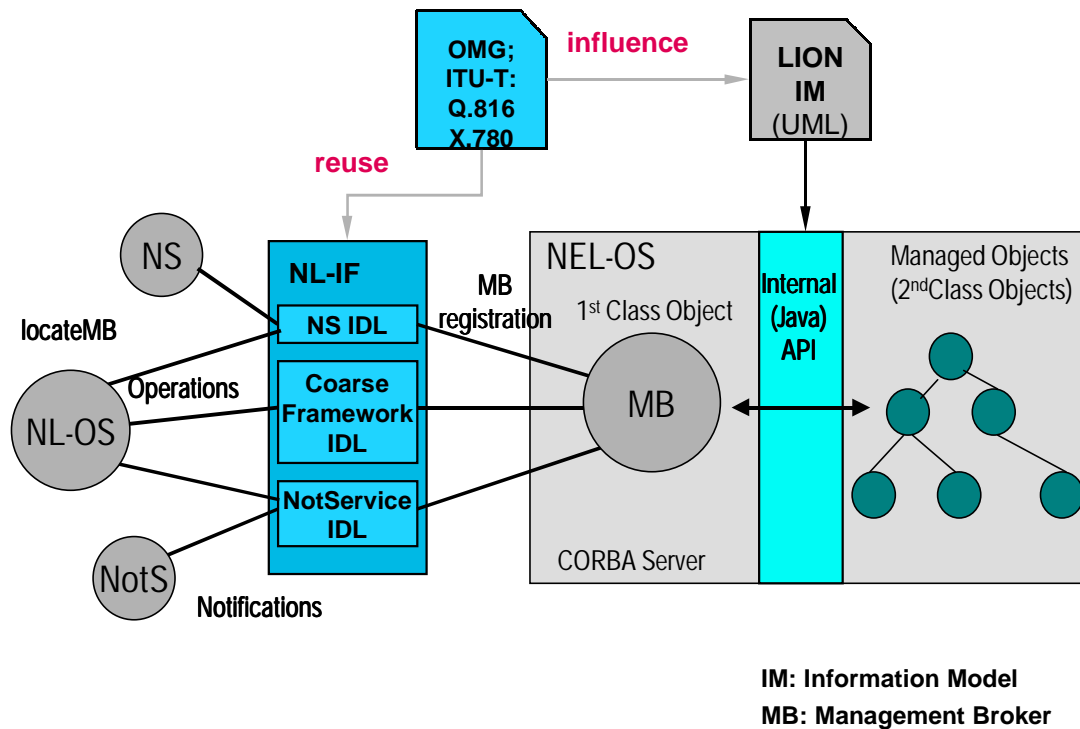 OMG;
ITU-T:
Q.816
X.780
influence
LION
IM
(UML)
reuse
NS
NL-IF
NS IDL
MB
registration
locateMB
Operations
Coarse
Framework
IDL
NL-OS
NotService
IDL
NotS
Notifications
NEL-OS
1st Class Object
MB
CORBA Server
Internal
(Java)
API
Managed Objects
(2ndClass Objects)
IM: Information Model
MB: Management Broker